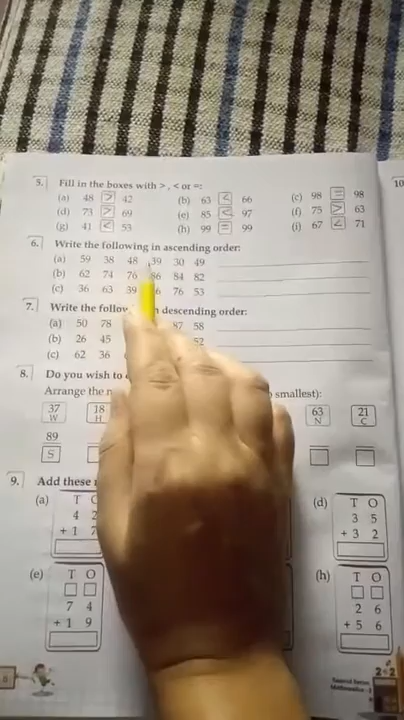 5. Fill in the boxes with >, < or =:
(a) 48 > 42 (b) 63 < 66 (c) 98 = 98
(d) 73 > 69 (e) 85 < 97 (f) 75 > 63
(g) 41 < 53 (h) 99 = 99 (i) 67 < 71
10
6. Write the following in ascending order:
(a) 59 38 48 39 30 49
(b) 62 74 76 86 84 82
(c) 36 63 39 6 76 53
7. Write the follow in descending order:
(a) 50 78 87 58
(b) 26 45 52
(c) 62 36
8. Do you wish to
Arrange the smallest):
37 18 63 21
W H N C
89
S
9. Add these
(a) T (d) T O
4 2 3 5
+ 1 7 + 3 2
(e) T O (h) T O
7 4 2 6
+ 1 9 + 5 6
Mathematics